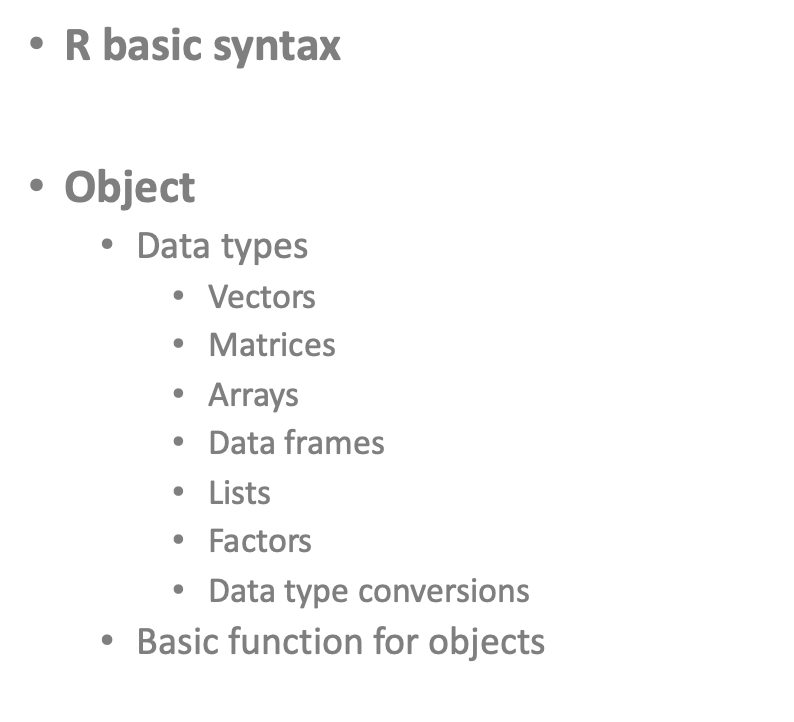 • R basic syntax
• Object
• Data types
• Vectors
• Matrices
• Arrays
• Data frames
• Lists
• Factors
• Data type conversions
• Basic function for objects